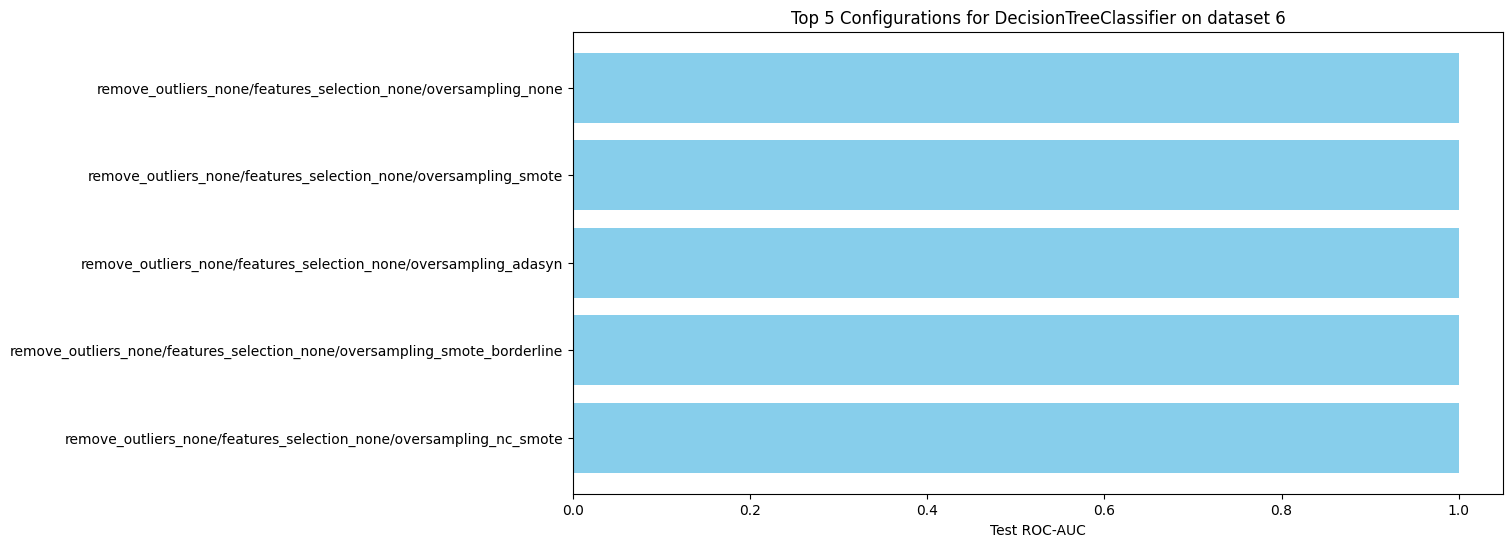 Top 5 Configurations for DecisionTreeClassifier on dataset 6
remove_outliers_none/features_selection_none/oversampling_none
remove_outliers_none/features_selection_none/oversampling_smote
remove_outliers_none/features_selection_none/oversampling_adasyn
remove_outliers_none/features_selection_none/oversampling_smote_borderline
remove_outliers_none/features_selection_none/oversampling_nc_smote
0.0 0.2 0.4 0.6 0.8 1.0
Test ROC-AUC